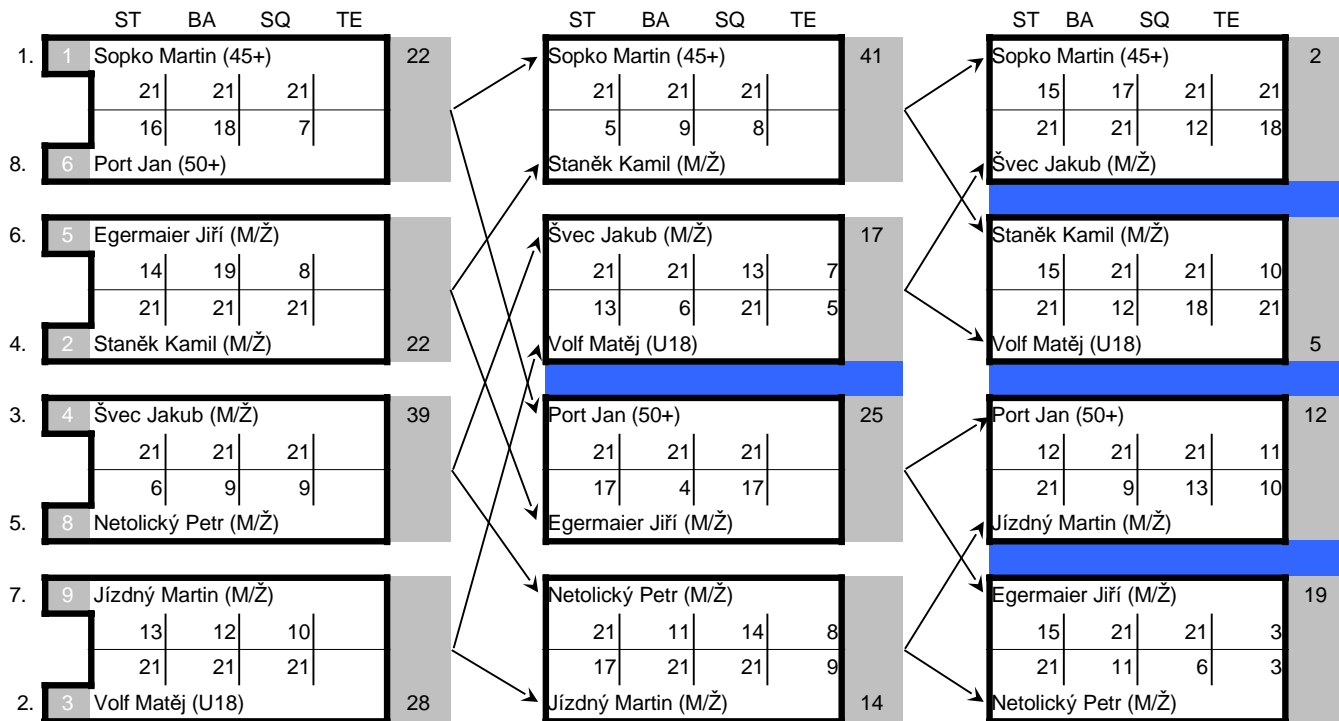 ST BA SQ TE ST BA SQ TE ST BA SQ TE
1. 1 Sopko Martin (45+) 22 Sopko Martin (45+) 41 Sopko Martin (45+) 2
21 21 21 21 21 21 15 17 21 21
16 18 7 5 9 8 21 21 12 18
8. 6 Port Jan (50+) Staněk Kamil (M/Ž) Švec Jakub (M/Ž)
6. 5 Egermaier Jiří (M/Ž) Švec Jakub (M/Ž) 17 Staněk Kamil (M/Ž)
14 19 8 21 21 13 7 15 21 21 10
21 21 21 13 6 21 5 21 12 18 21
4. 2 Staněk Kamil (M/Ž) 22 Volf Matěj (U18) Volf Matěj (U18) 5
3. 4 Švec Jakub (M/Ž) 39 Port Jan (50+) 25 Port Jan (50+) 12
21 21 21 21 21 21 12 21 21 11
6 9 9 17 4 17 21 9 13 10
5. 8 Netolický Petr (M/Ž) Egermaier Jiří (M/Ž) Jízdný Martin (M/Ž)
7. 9 Jízdný Martin (M/Ž) Netolický Petr (M/Ž) Egermaier Jiří (M/Ž) 19
13 12 10 21 11 14 8 15 21 21 3
21 21 21 17 21 21 9 21 11 6 3
2. 3 Volf Matěj (U18) 28 Jízdný Martin (M/Ž) 14 Netolický Petr (M/Ž)